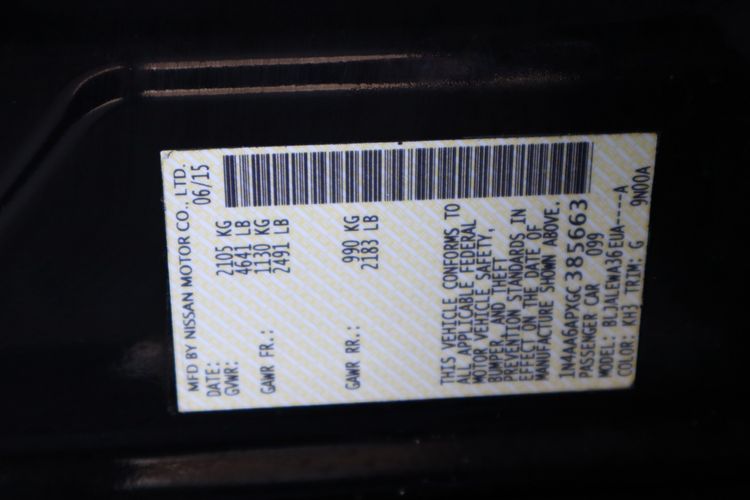 MFD BY NISSAN MOTOR CO., LTD.
DATE: 06/15
GVWR: 2105 KG
4641 LB
GAWR FR.: 1130 KG
2491 LB
GAWR RR.: 990 KG
2183 LB
THIS VEHICLE CONFORMS TO
ALL APPLICABLE FEDERAL
MOTOR VEHICLE SAFETY,
BUMPER, AND THEFT
PREVENTION STANDARDS IN
EFFECT ON THE DATE OF
MANUFACTURE SHOWN ABOVE.
1N4AA6APXGC385663
PASSENGER CAR 099
MODEL: BLJALEWA36EUA----A
COLOR: KH3 TRIM: G 9N00A